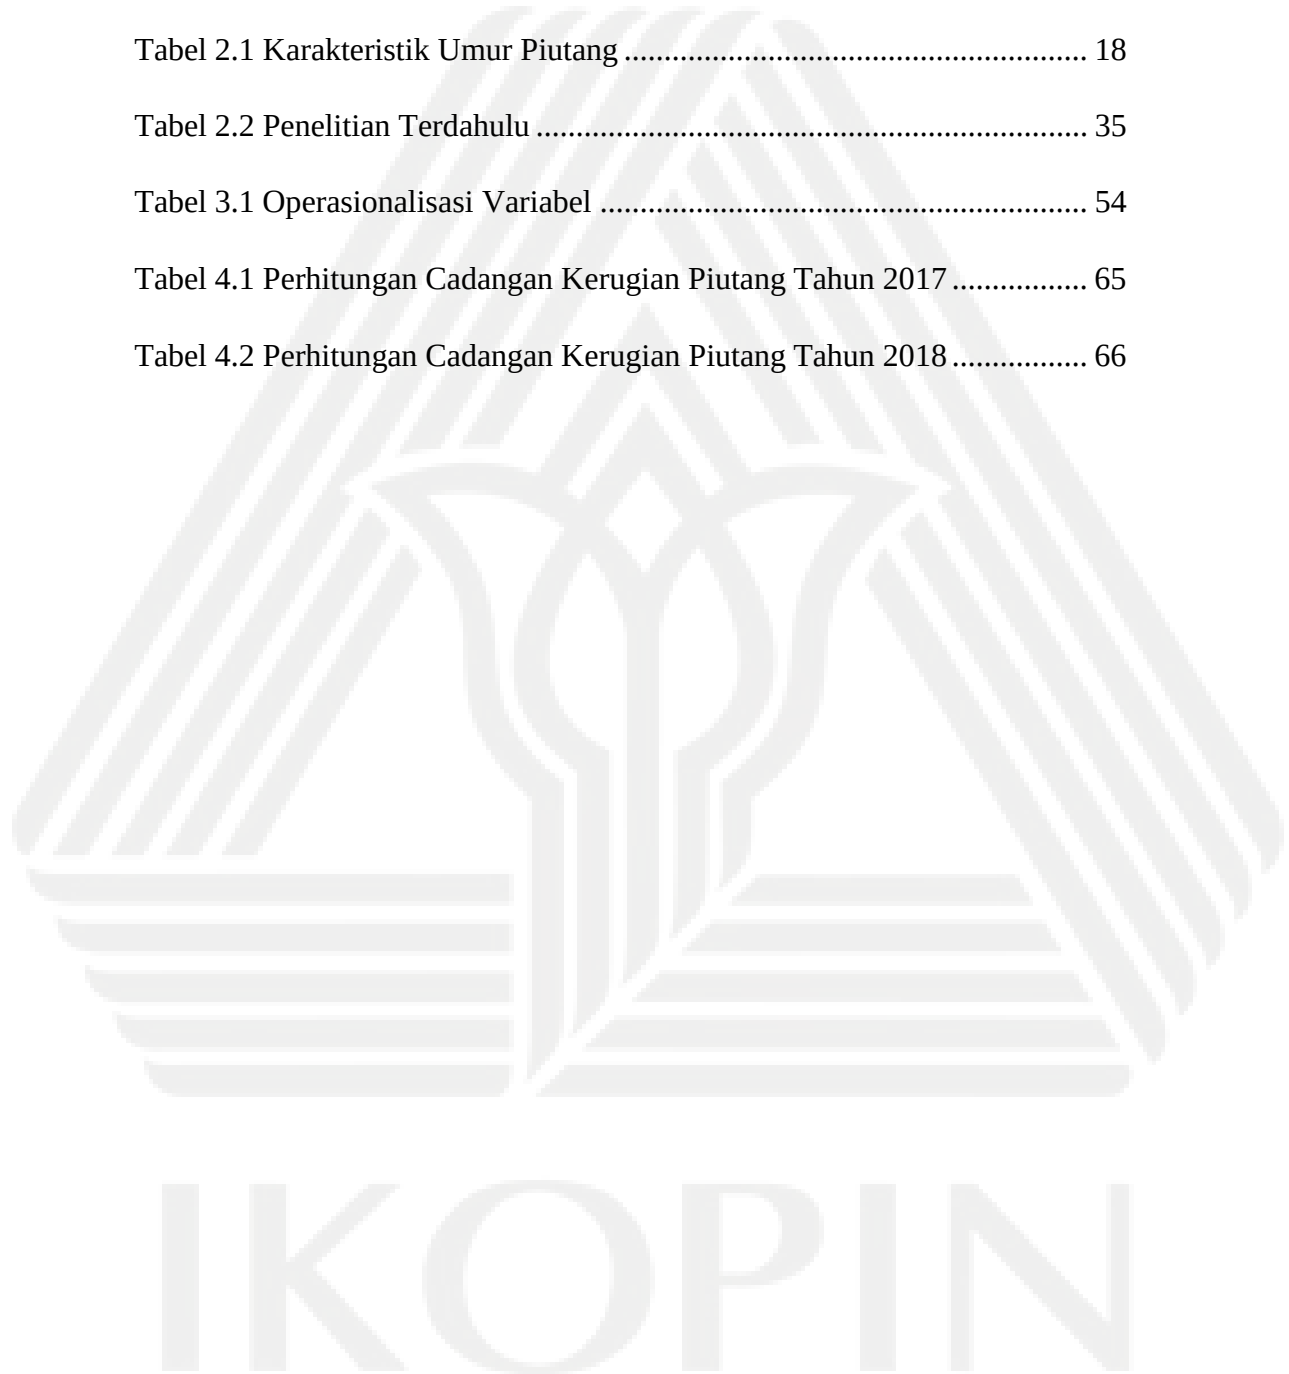 Tabel 2.1 Karakteristik Umur Piutang .......................................................... 18
Tabel 2.2 Penelitian Terdahulu ..................................................................... 35
Tabel 3.1 Operasionalisasi Variabel ............................................................. 54
Tabel 4.1 Perhitungan Cadangan Kerugian Piutang Tahun 2017 ................. 65
Tabel 4.2 Perhitungan Cadangan Kerugian Piutang Tahun 2018 ................. 66
IKOPIN